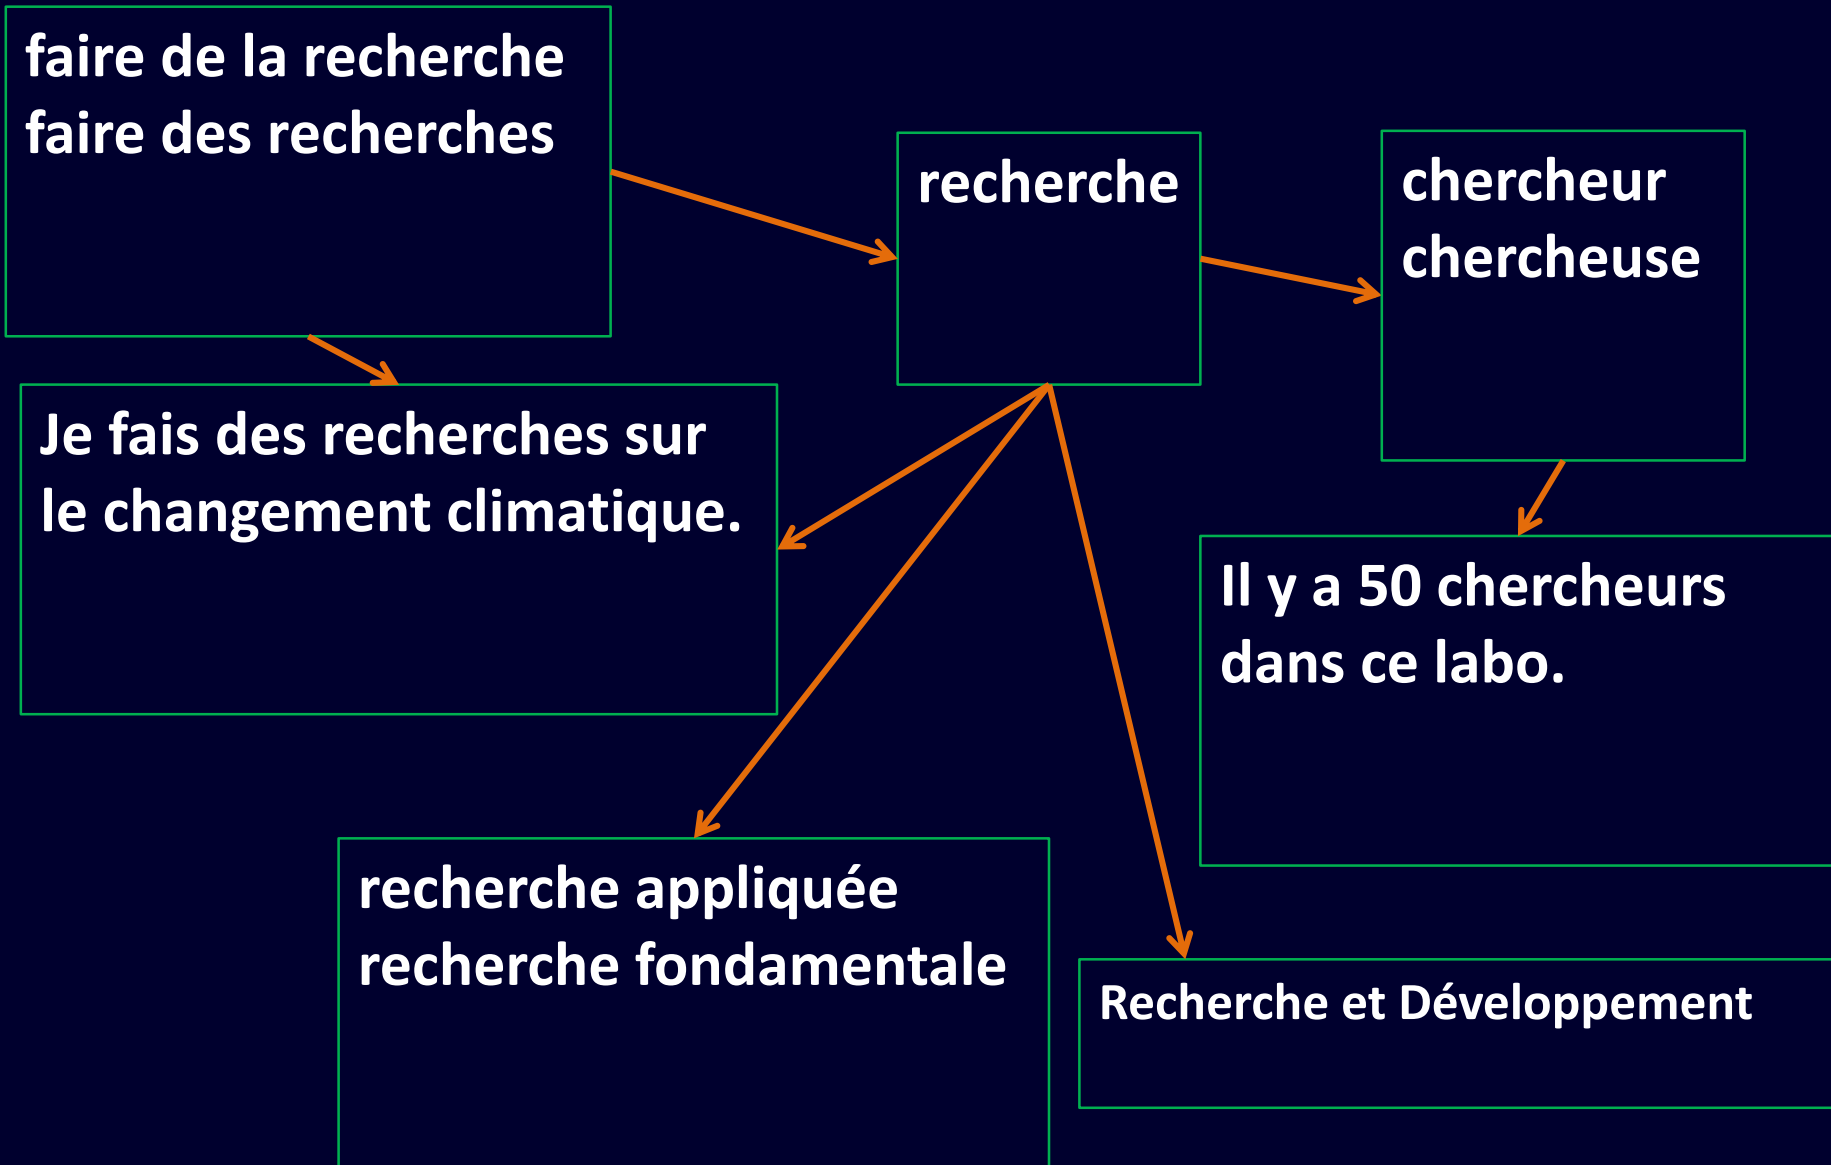 faire de la recherche
faire des recherches
recherche
chercheur
chercheuse
Je fais des recherches sur
le changement climatique.
Il y a 50 chercheurs
dans ce labo.
recherche appliquée
recherche fondamentale
Recherche et Développement